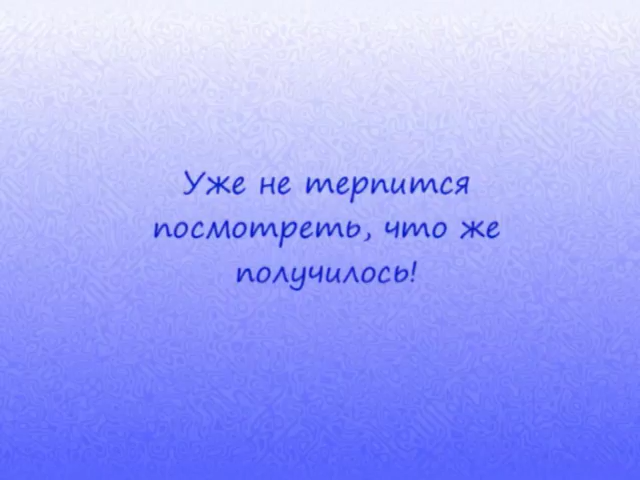 Уже не терпится
посмотреть, что же
получилось!